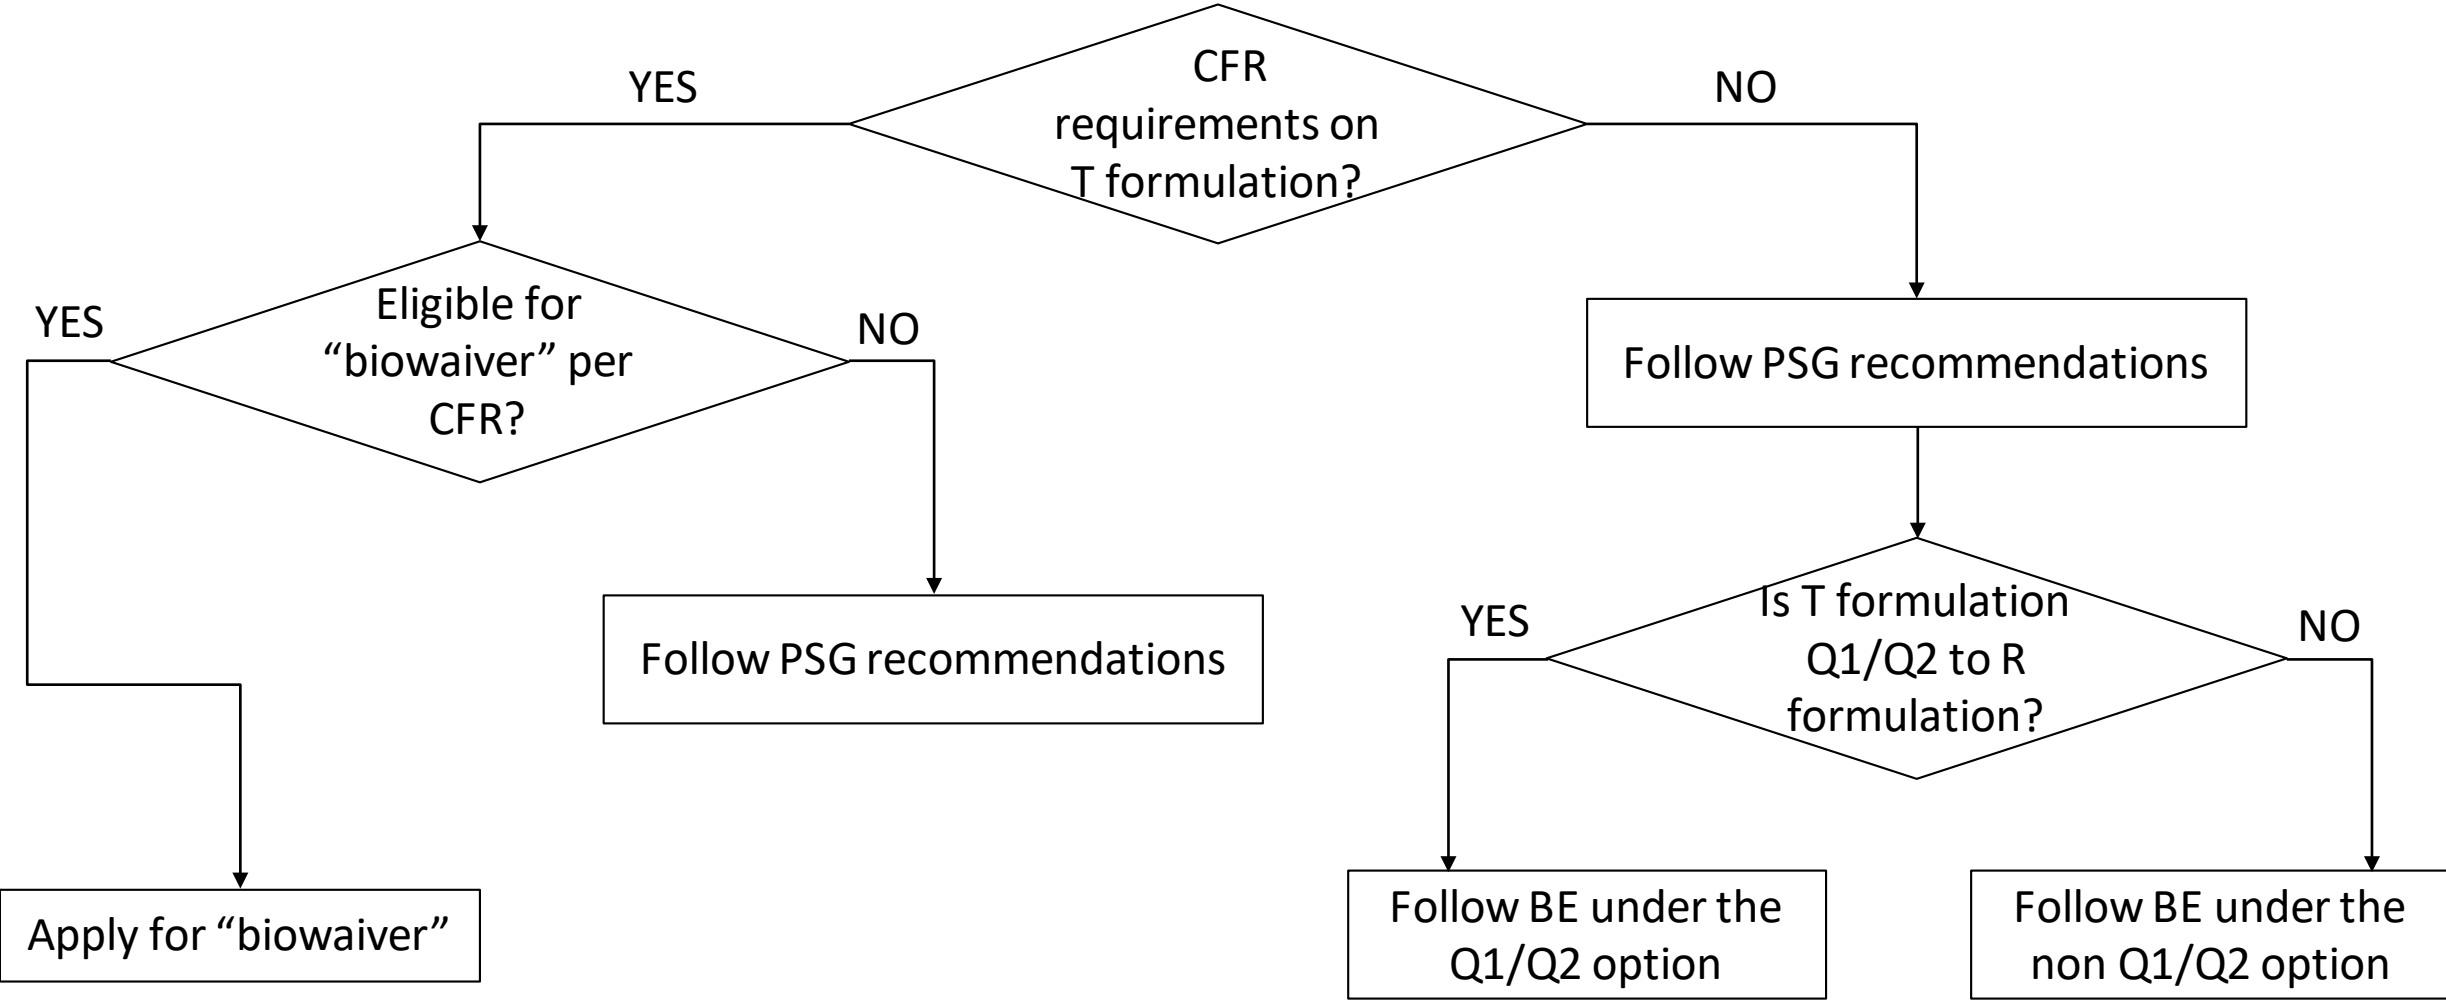 CFR
requirements on
T formulation?
YES
NO
Eligible for
“biowaiver” per
CFR?
YES
NO
Follow PSG recommendations
Follow PSG recommendations
Is T formulation
Q1/Q2 to R
formulation?
YES
NO
Apply for “biowaiver”
Follow BE under the
Q1/Q2 option
Follow BE under the
non Q1/Q2 option